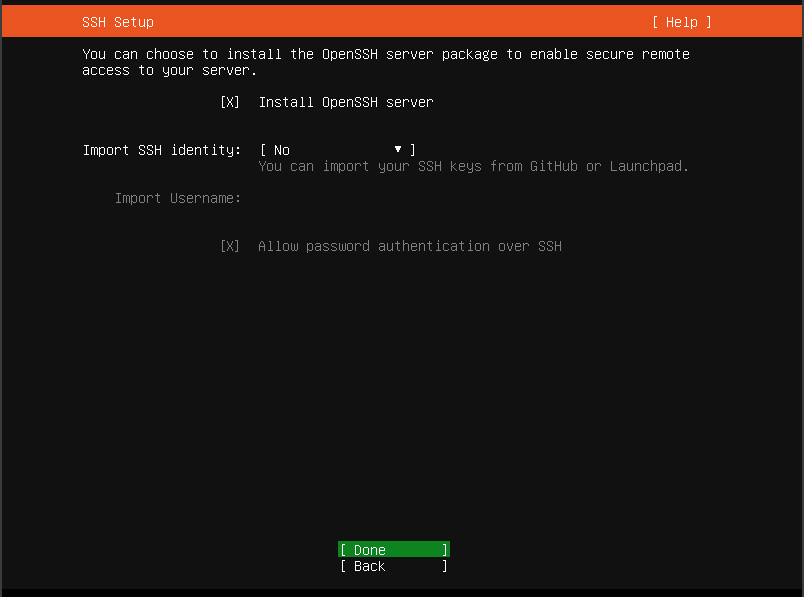 SSH Setup [ Help ]
You can choose to install the OpenSSH server package to enable secure remote
access to your server.
[X] Install OpenSSH server
Import SSH identity: [ No ▼ ]
You can import your SSH keys from GitHub or Launchpad.
Import Username:
[X] Allow password authentication over SSH
[ Done ]
[ Back ]